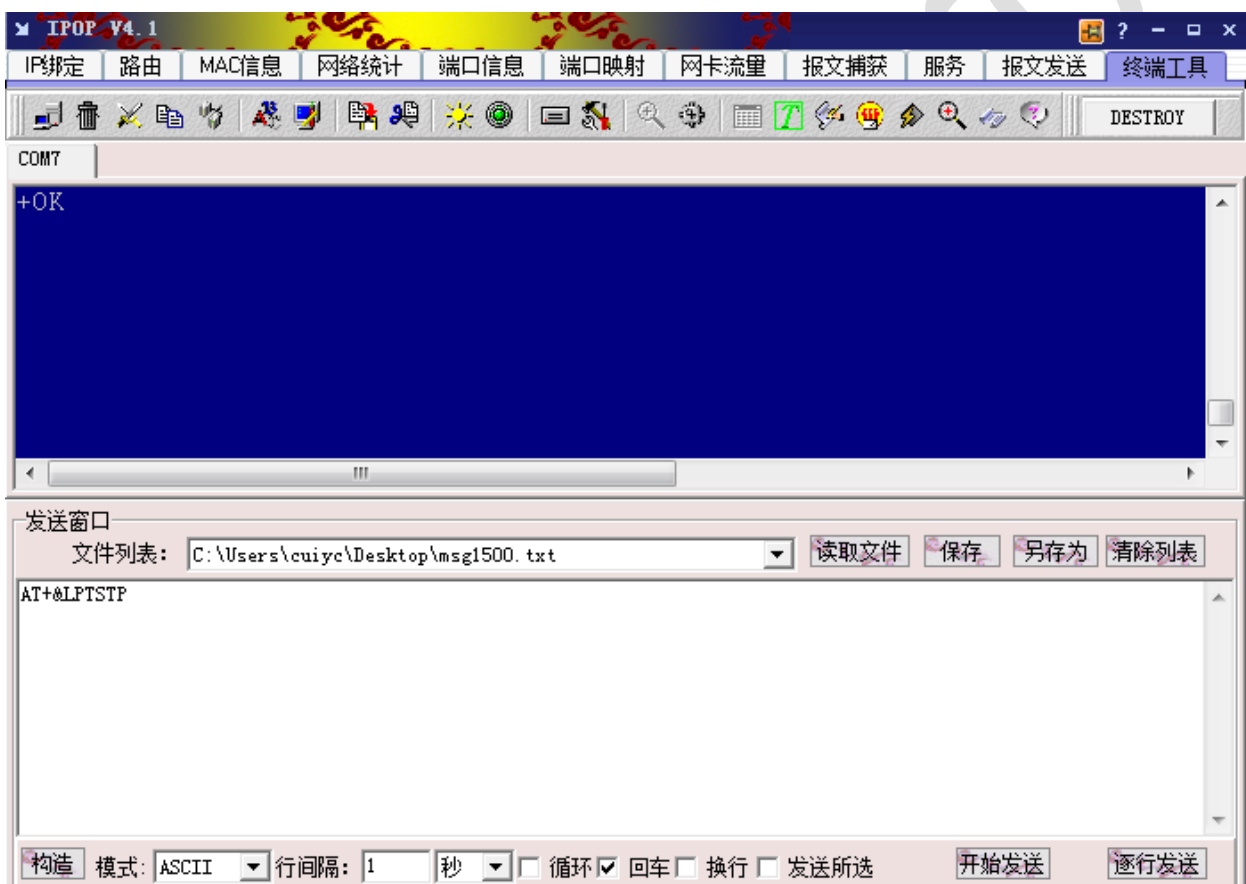 IPOP V4.1 ?
IP绑定 路由 MAC信息 网络统计 端口信息 端口映射 网卡流量 报文捕获 服务 报文发送 终端工具
DESTROY
COM7
+OK
发送窗口
文件列表: C:\Users\cuiyc\Desktop\msg1500.txt 读取文件 保存 另存为 清除列表
AT+&LPTSTP
构造 模式: ASCII 行间隔: 1 秒 循环 回车 换行 发送所选 开始发送 逐行发送